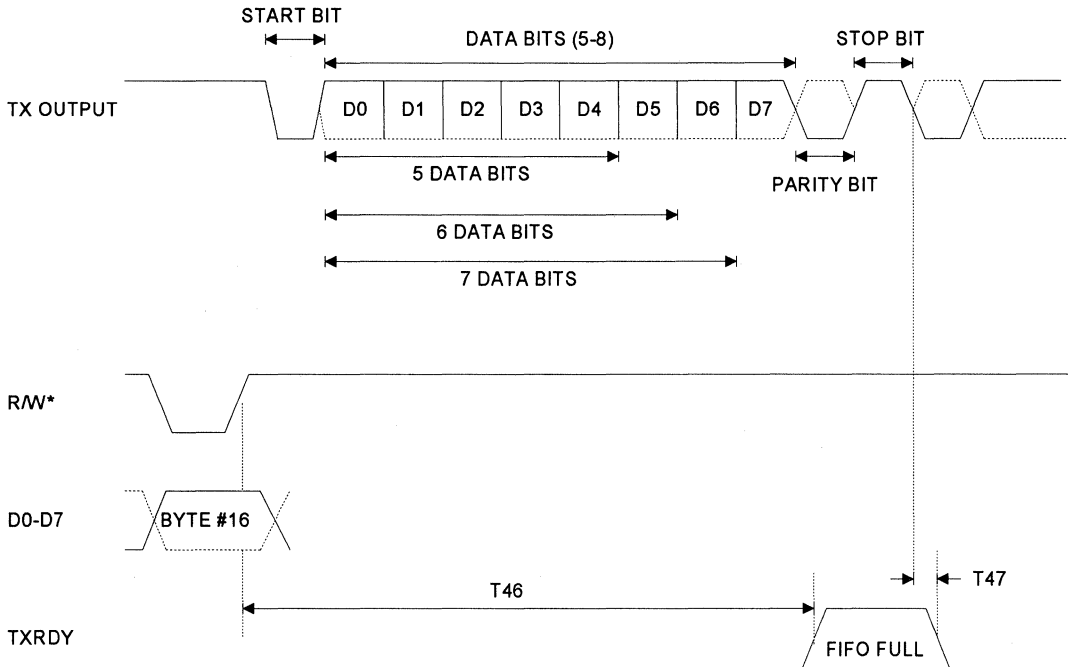 START BIT
DATA BITS (5-8)
STOP BIT
TX OUTPUT
D0 D1 D2 D3 D4 D5 D6 D7
5 DATA BITS
PARITY BIT
6 DATA BITS
7 DATA BITS
R/W*
D0-D7
BYTE #16
T46
T47
TXRDY
FIFO FULL